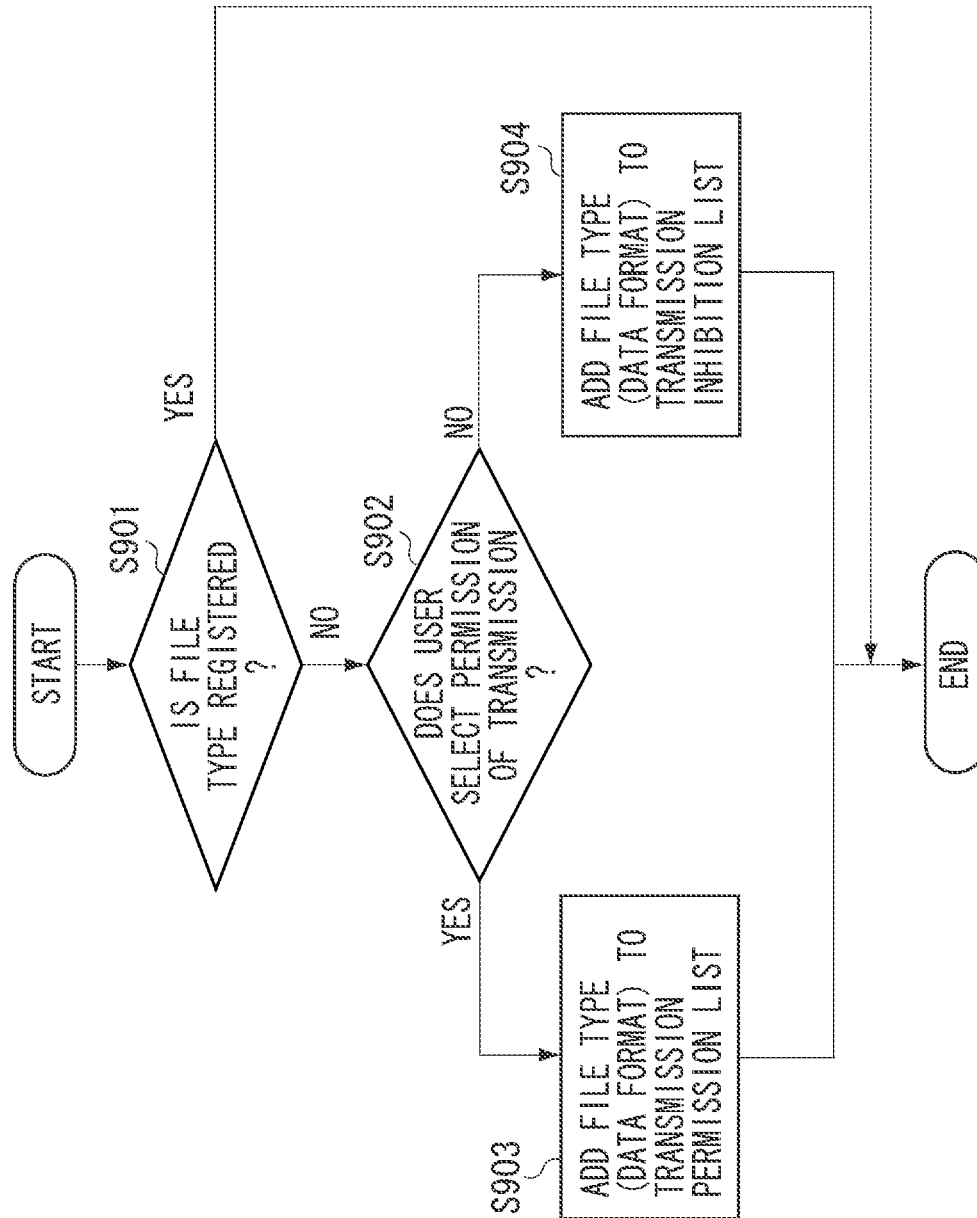 START
S901
IS FILE
TYPE REGISTERED
?
YES
NO
S902
DOES USER
SELECT PERMISSION
OF TRANSMISSION
?
YES
NO
S903
ADD FILE TYPE
(DATA FORMAT) TO
TRANSMISSION
PERMISSION LIST
S904
ADD FILE TYPE
(DATA FORMAT) TO
TRANSMISSION
INHIBITION LIST
END